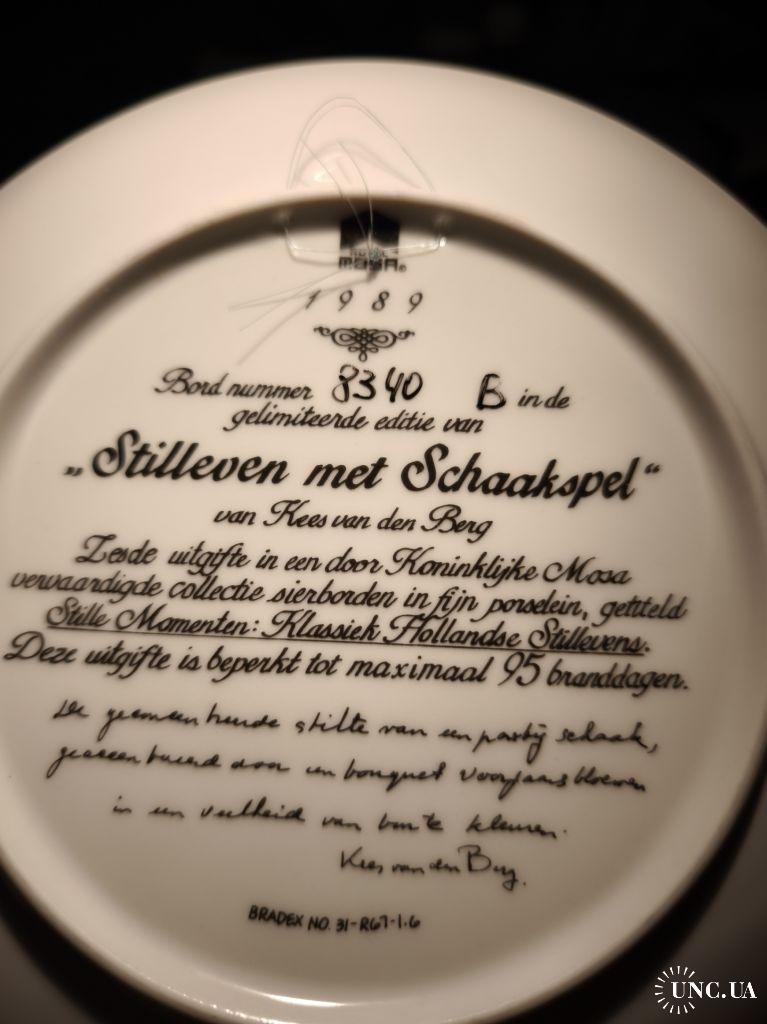 MOSA
1989
Bord nummer 8340 B in de
gelimiteerde editie van
„Stilleven met Schaakspel“
van Kees van den Berg
Zesde uitgifte in een door Koninklijke Mosa
vervaardigde collectie sierborden in fijn porselein, getiteld
Stille Momenten: Klassiek Hollandse Stillevens.
Deze uitgifte is beperkt tot maximaal 95 branddagen.
De stilte van een partij schaak,
geaccentueerd door een bouquet voorjaarsbloemen
in een veelheid van bonte kleuren.
Kees van den Berg.
BRADEX NO. 31-R67-1.6
UNC.UA